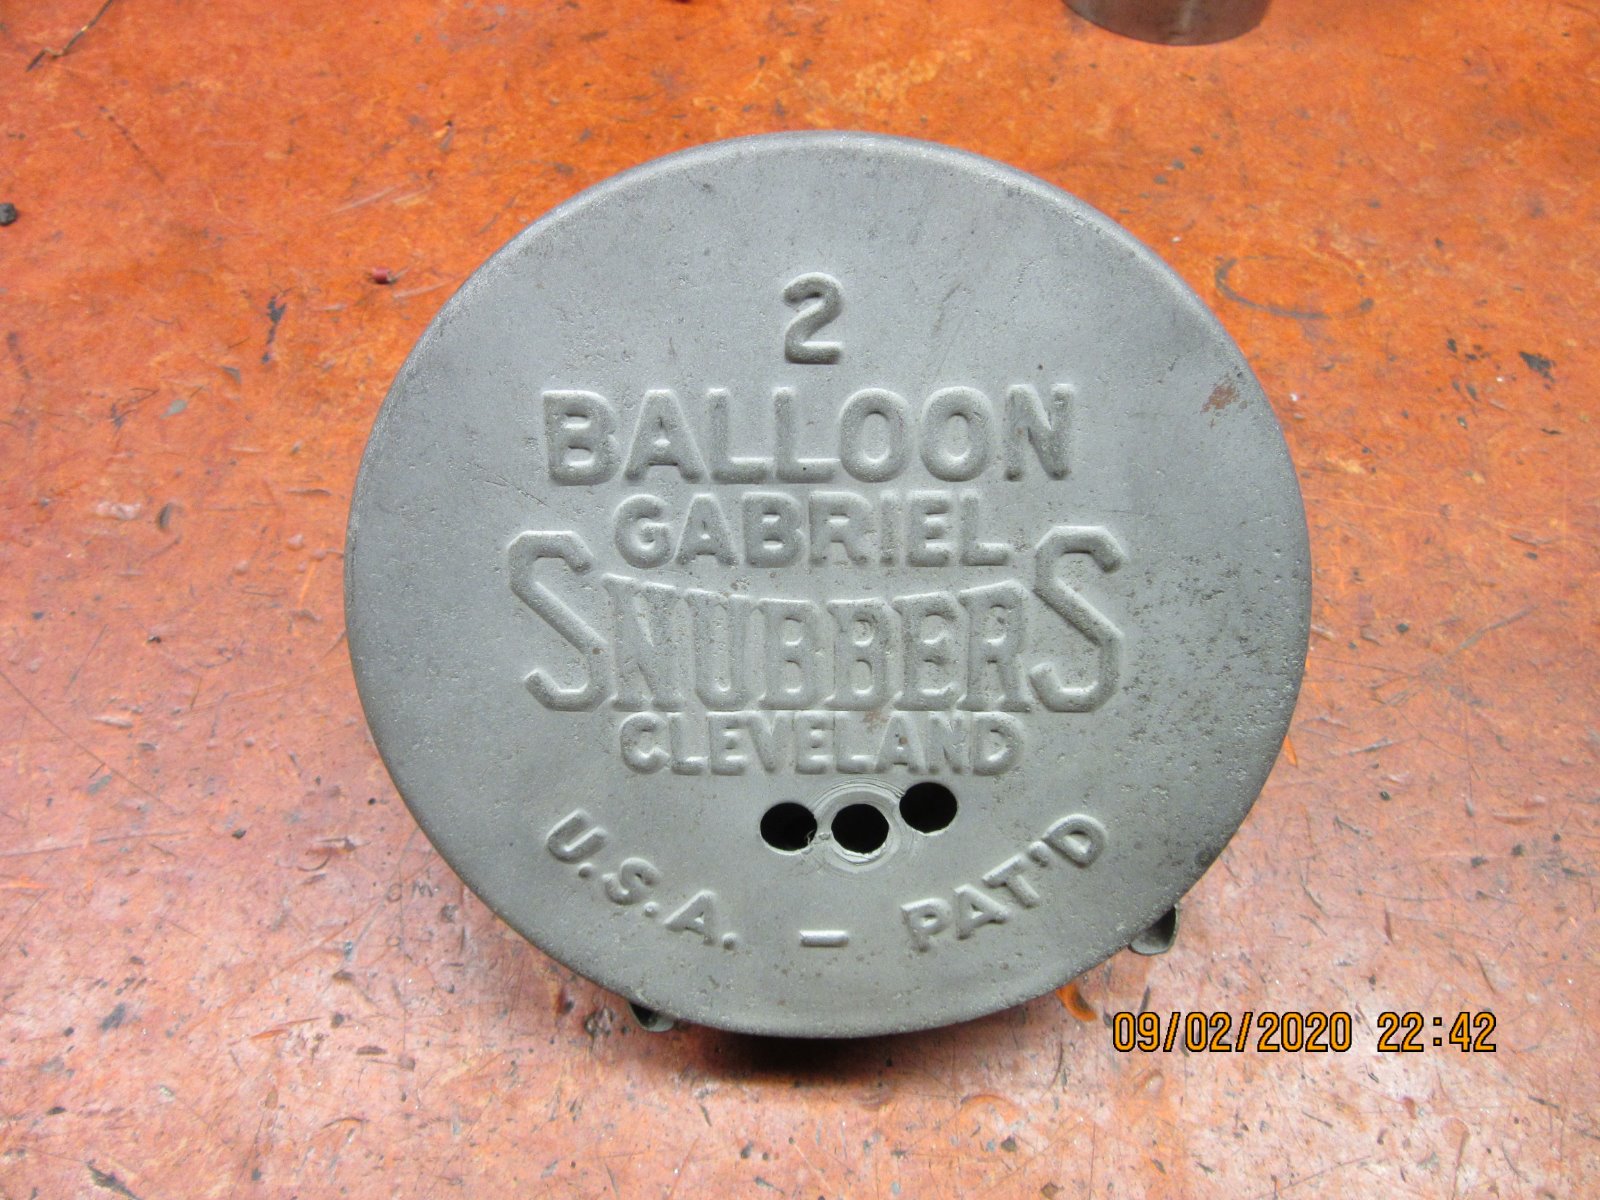 2
BALLOON
GABRIEL
SNUBBERS
CLEVELAND
U.S.A. - PAT'D
09/02/2020 22:42